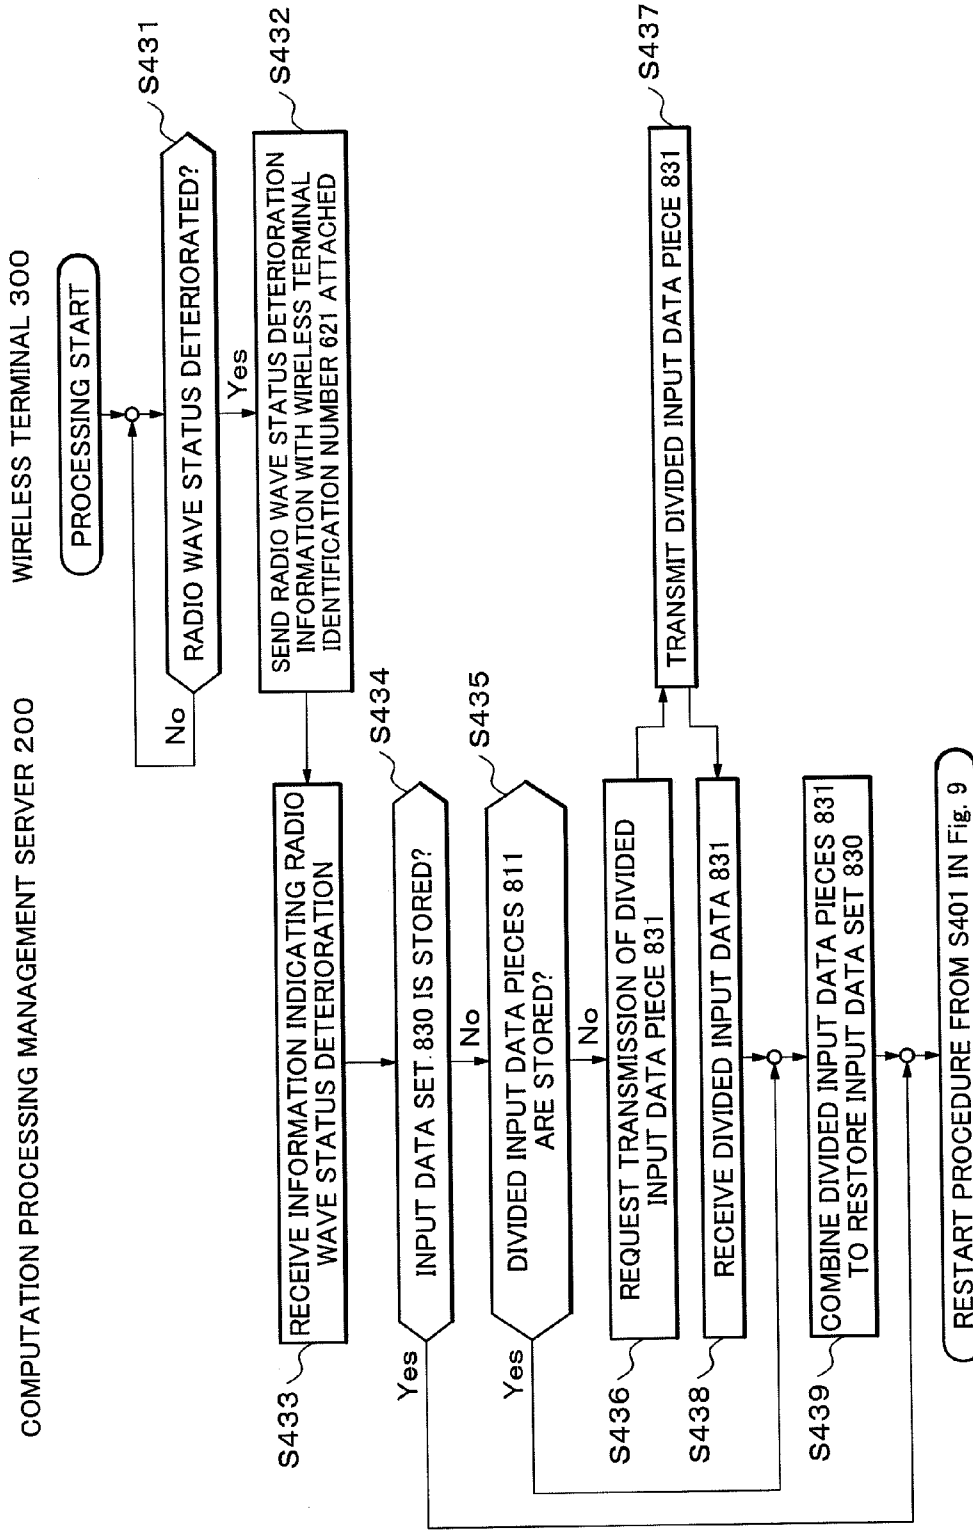 COMPUTATION PROCESSING MANAGEMENT SERVER 200
WIRELESS TERMINAL 300
PROCESSING START
S431
RADIO WAVE STATUS DETERIORATED?
No
Yes
S432
SEND RADIO WAVE STATUS DETERIORATION
INFORMATION WITH WIRELESS TERMINAL
IDENTIFICATION NUMBER 621 ATTACHED
S433
RECEIVE INFORMATION INDICATING RADIO
WAVE STATUS DETERIORATION
S434
INPUT DATA SET.830 IS STORED?
Yes
No
S435
DIVIDED INPUT DATA PIECES 811
ARE STORED?
Yes
No
S436
REQUEST TRANSMISSION OF DIVIDED
INPUT DATA PIECE 831
S437
TRANSMIT DIVIDED INPUT DATA PIECE 831
S438
RECEIVE DIVIDED INPUT DATA 831
S439
COMBINE DIVIDED INPUT DATA PIECES 831
TO RESTORE INPUT DATA SET 830
RESTART PROCEDURE FROM S401 IN Fig. 9